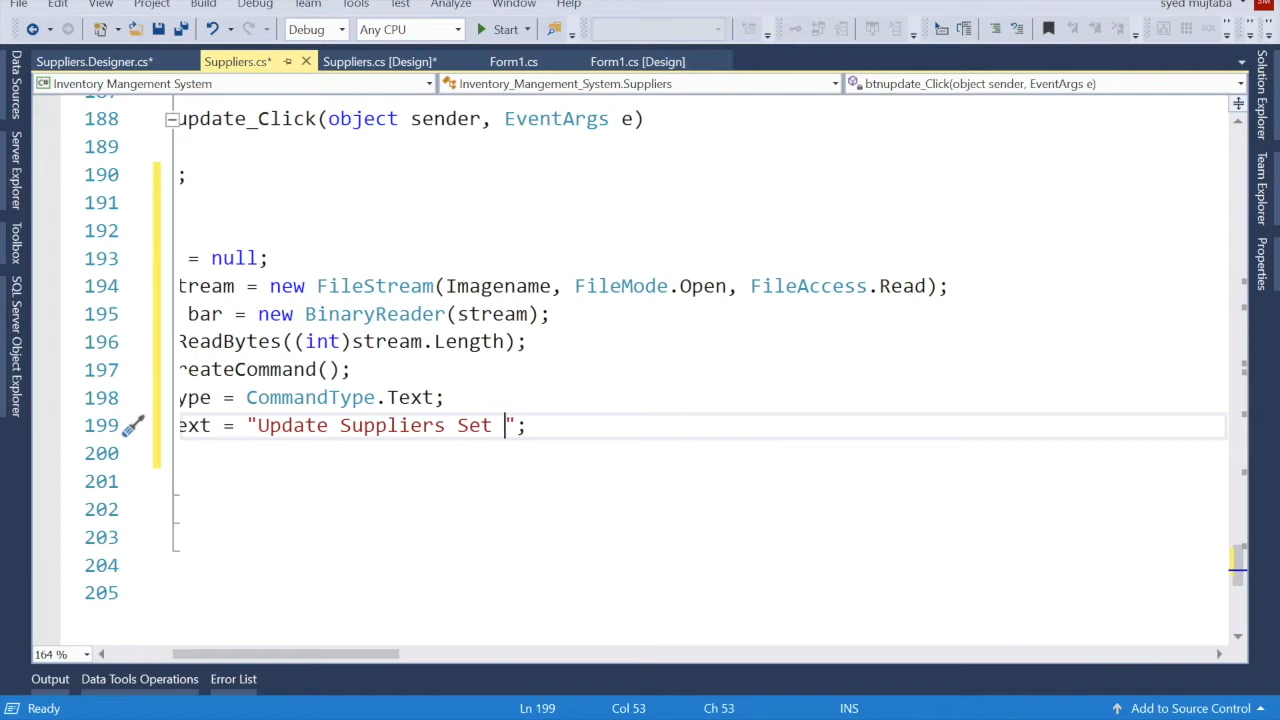 File Edit View Project Build Debug Team Tools Test Analyze Window Help syed mujtaba SM
Debug Any CPU Start
Suppliers.Designer.cs* Suppliers.cs* Suppliers.cs [Design]* Form1.cs Form1.cs [Design]
Inventory Mangement System Inventory_Mangement_System.Suppliers btnupdate_Click(object sender, EventArgs e)
188 update_Click(object sender, EventArgs e)
189
190 ;
191
192
193 = null;
194 tream = new FileStream(Imagename, FileMode.Open, FileAccess.Read);
195 bar = new BinaryReader(stream);
196 ReadBytes((int)stream.Length);
197 reateCommand();
198 ype = CommandType.Text;
199 ext = "Update Suppliers Set ";
200
201
202
203
204
205
164 %
Data Sources
Server Explorer
Toolbox
SQL Server Object Explorer
Solution Explorer
Team Explorer
Properties
Output Data Tools Operations Error List
Ready Ln 199 Col 53 Ch 53 INS Add to Source Control